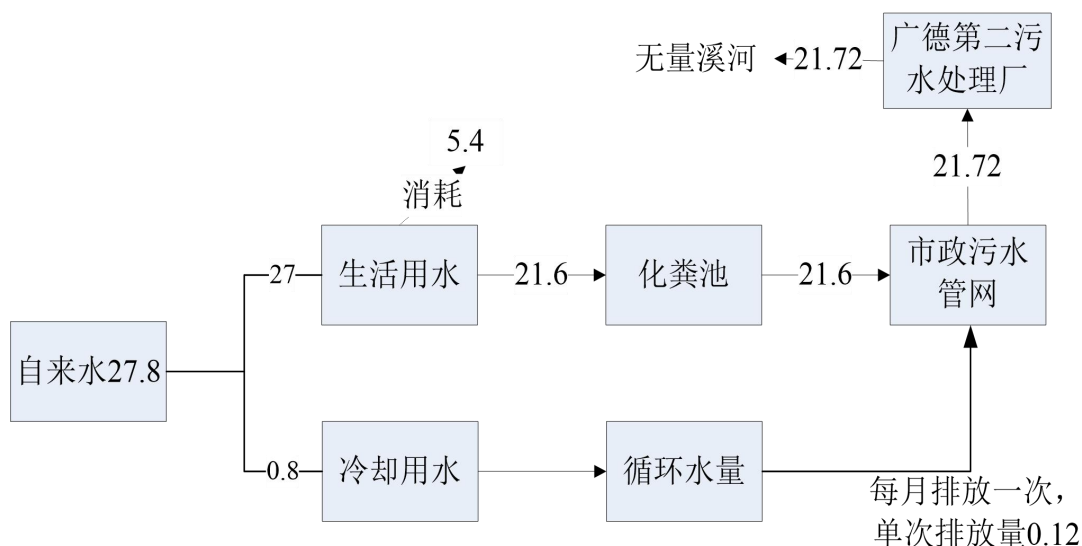 广德第二污
水处理厂
无量溪河
21.72
21.72
5.4
消耗
27
生活用水
21.6
化粪池
21.6
市政污水
管网
自来水27.8
0.8
冷却用水
循环水量
每月排放一次，
单次排放量0.12